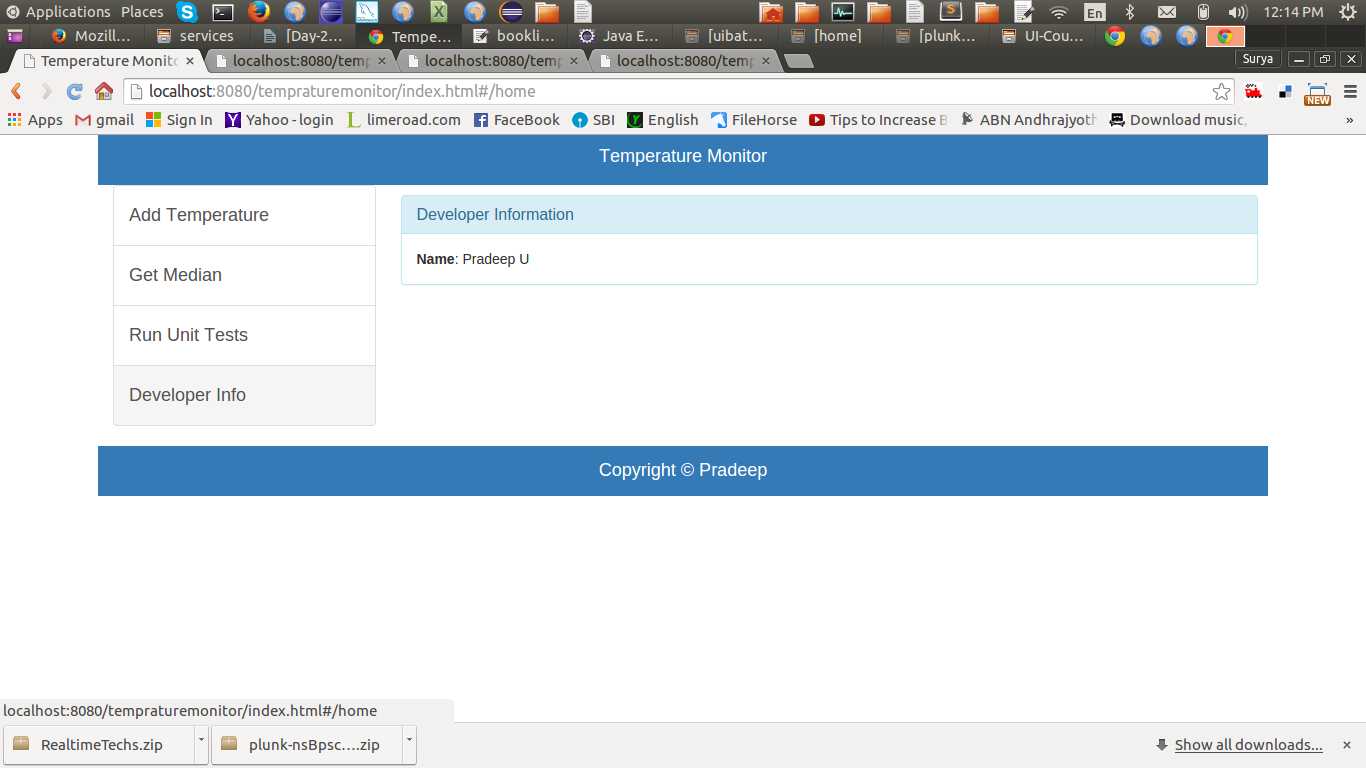 Applications Places En 12:14 PM
Mozill... services [Day-2... Tempe... bookli... Java E... [uibat... [home] [plunk... UI-Cou...
Temperature Monito localhost:8080/temp localhost:8080/temp localhost:8080/temp Surya
localhost:8080/tempraturemonitor/index.html#/home NEW
Apps gmail Sign In Yahoo - login limeroad.com FaceBook SBI English FileHorse Tips to Increase B ABN Andhrajyoth Download music, »
Temperature Monitor
Add Temperature
Get Median
Run Unit Tests
Developer Info
Developer Information
Name: Pradeep U
Copyright © Pradeep
localhost:8080/tempraturemonitor/index.html#/home
RealtimeTechs.zip plunk-nsBpsc....zip Show all downloads...